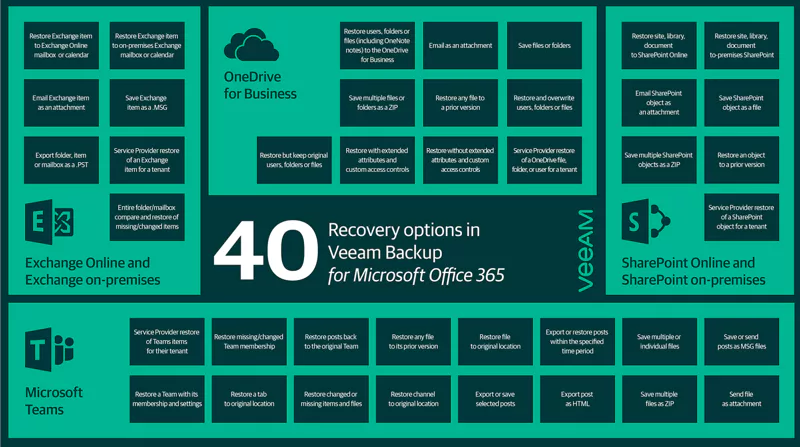 Restore Exchange item
to Exchange Online
mailbox or calendar
Restore Exchange item
to on-premises Exchange
mailbox or calendar
Email Exchange item
as an attachment
Save Exchange
item as a .MSG
Export folder, item
or mailbox as a .PST
Service Provider restore
of an Exchange
item for a tenant
Entire folder/mailbox
compare and restore of
missing/changed items
E
Exchange Online and
Exchange on-premises
OneDrive
for Business
Restore users, folders or
files (including OneNote
notes) to the OneDrive
for Business
Email as an attachment
Save files or folders
Save multiple files or
folders as a ZIP
Restore any file to
a prior version
Restore and overwrite
users, folders or files
Restore but keep original
users, folders or files
Restore with extended
attributes and
custom access controls
Restore without extended
attributes and custom
access controls
Service Provider restore
of a OneDrive file,
folder, or user for a tenant
Restore site, library,
document
to SharePoint Online
Restore site, library,
document
to-premises SharePoint
Email SharePoint
object as
an attachment
Save SharePoint
object as a file
Save multiple SharePoint
objects as a ZIP
Restore an object
to a prior version
Service Provider restore
of a SharePoint
object for a tenant
S
SharePoint Online and
SharePoint on-premises
40
Recovery options in
Veeam Backup
for Microsoft Office 365
veeAM
T
Microsoft
Teams
Service Provider restore
of Teams items
for their tenant
Restore missing/changed
Team membership
Restore posts back
to the original Team
Restore any file
to its prior version
Restore file
to original location
Export or restore posts
within the specified
time period
Save multiple or
individual files
Save or send
posts as MSG files
Restore a Team with its
membership and settings
Restore a tab
to original location
Restore changed or
missing items and files
Restore channel
to original location
Export or save
selected posts
Export post
as HTML
Save multiple
files as ZIP
Send file
as attachment